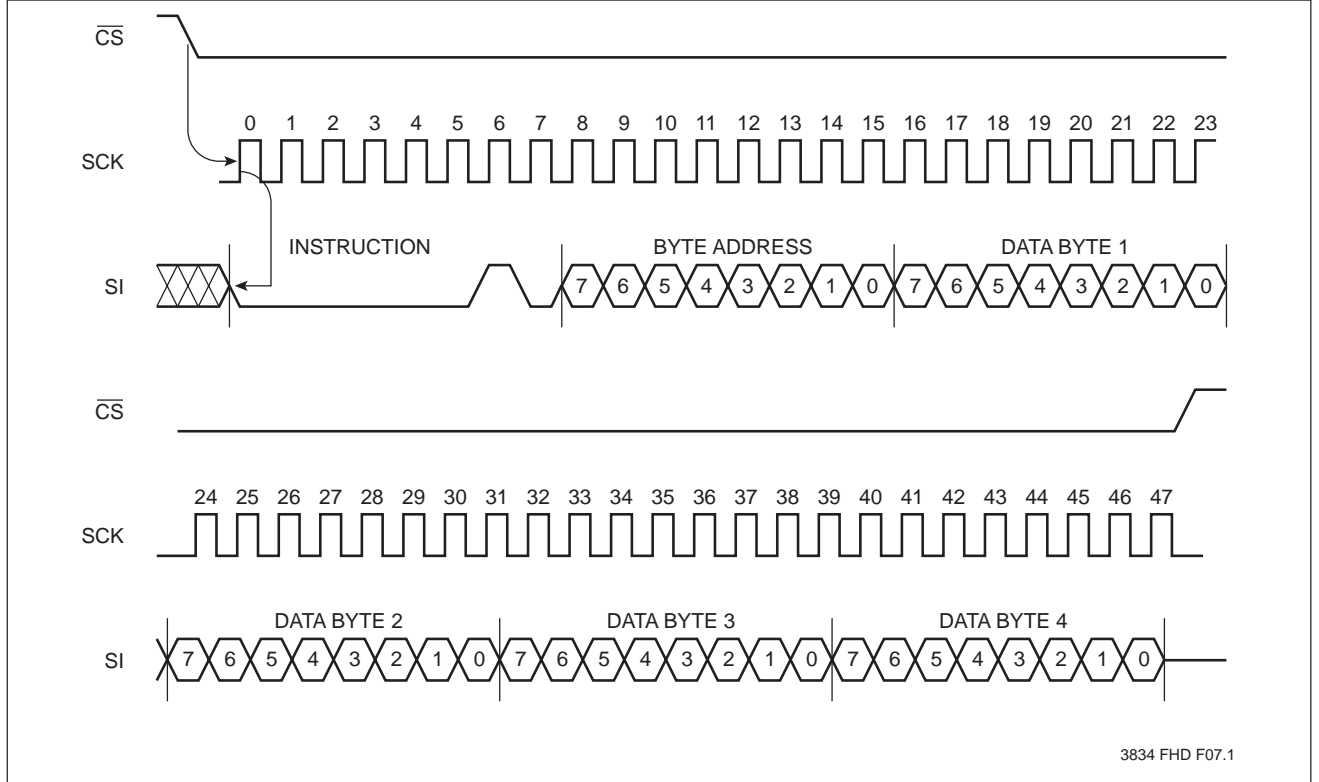 CS
0 1 2 3 4 5 6 7 8 9 10 11 12 13 14 15 16 17 18 19 20 21 22 23
SCK
INSTRUCTION BYTE ADDRESS DATA BYTE 1
SI 7 6 5 4 3 2 1 0 7 6 5 4 3 2 1 0
CS
24 25 26 27 28 29 30 31 32 33 34 35 36 37 38 39 40 41 42 43 44 45 46 47
SCK
DATA BYTE 2 DATA BYTE 3 DATA BYTE 4
SI 7 6 5 4 3 2 1 0 7 6 5 4 3 2 1 0 7 6 5 4 3 2 1 0
3834 FHD F07.1